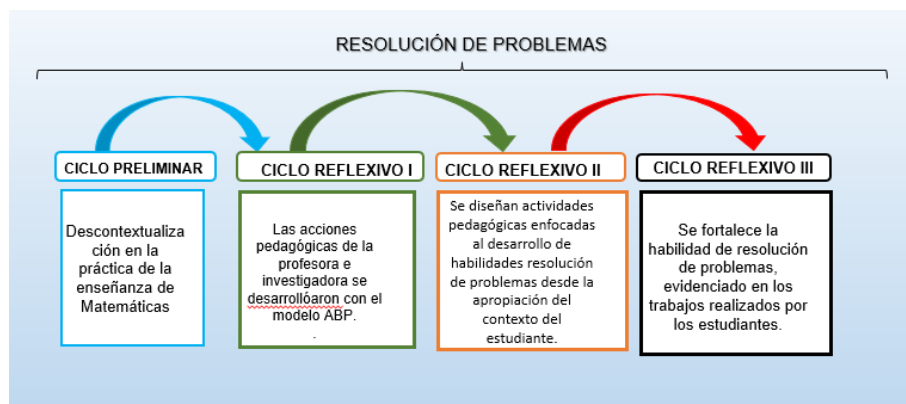 RESOLUCIÓN DE PROBLEMAS
CICLO PRELIMINAR
Descontextualiza
ción en la
práctica de la
enseñanza de
Matemáticas
CICLO REFLEXIVO I
Las acciones
pedagógicas de la
profesora e
investigadora se
desarrollóaron con el
modelo ABP.
.
CICLO REFLEXIVO II
Se diseñan actividades
pedagógicas enfocadas
al desarrollo de
habilidades resolución
de problemas desde la
apropiación del
contexto del
estudiante.
CICLO REFLEXIVO III
Se fortalece la
habilidad de resolución
de problemas,
evidenciado en los
trabajos realizados por
los estudiantes.